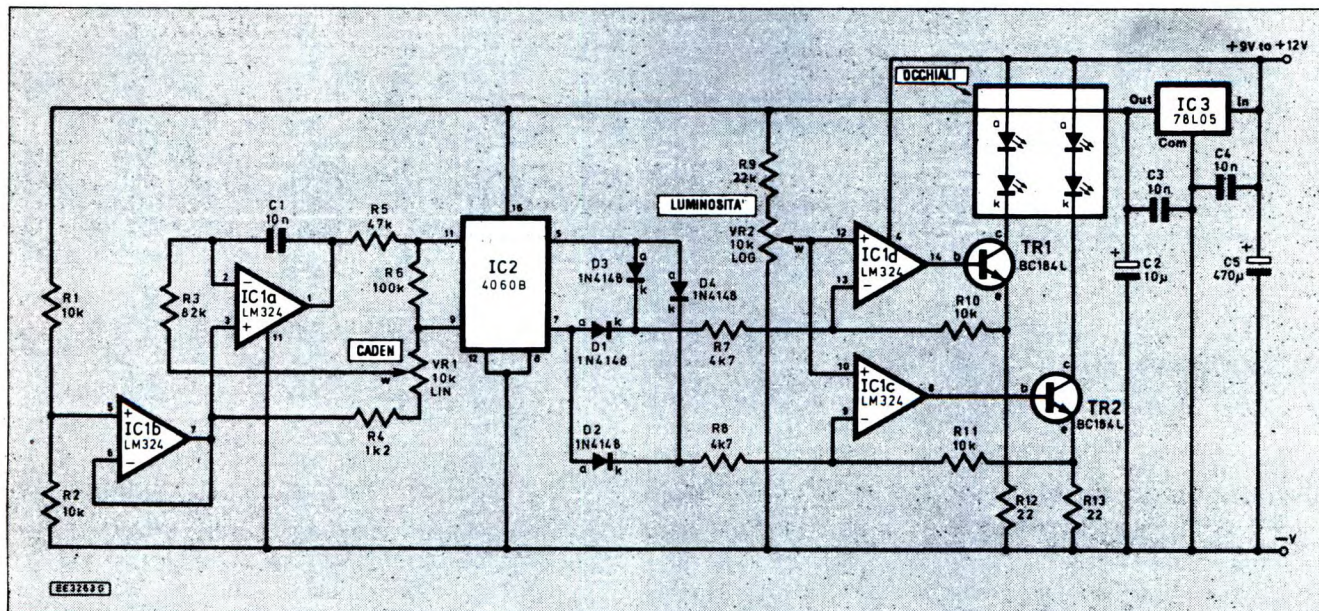 +9V to +12V
OCCHIALI
Out
IC3
78L05
In
Com
C4
10n
C3
10n
a
a
k
k
R9
22k
LUMINOSITA'
VR2
10k
LOG
w
16
C1
10n
R5
47k
11
5
R1
10k
R3
82k
2
IC1a
LM324
1
3
11
R6
100k
IC2
4060B
D3
1N4148
a
k
D4
1N4148
a
k
12
IC1d
LM324
4
14
13
b
c
TR1
BC184L
e
C2
10µ
C5
470µ
CADEN
9
7
a
D1
1N4148
k
R7
4k7
R10
10k
w
VR1
10k
LIN
12
8
10
IC1c
LM324
8
9
b
c
TR2
BC184L
e
5
IC1b
LM324
7
6
R4
1k2
D2
1N4148
a
k
R8
4k7
R11
10k
R2
10k
R12
22
R13
22
−V
EE3263G